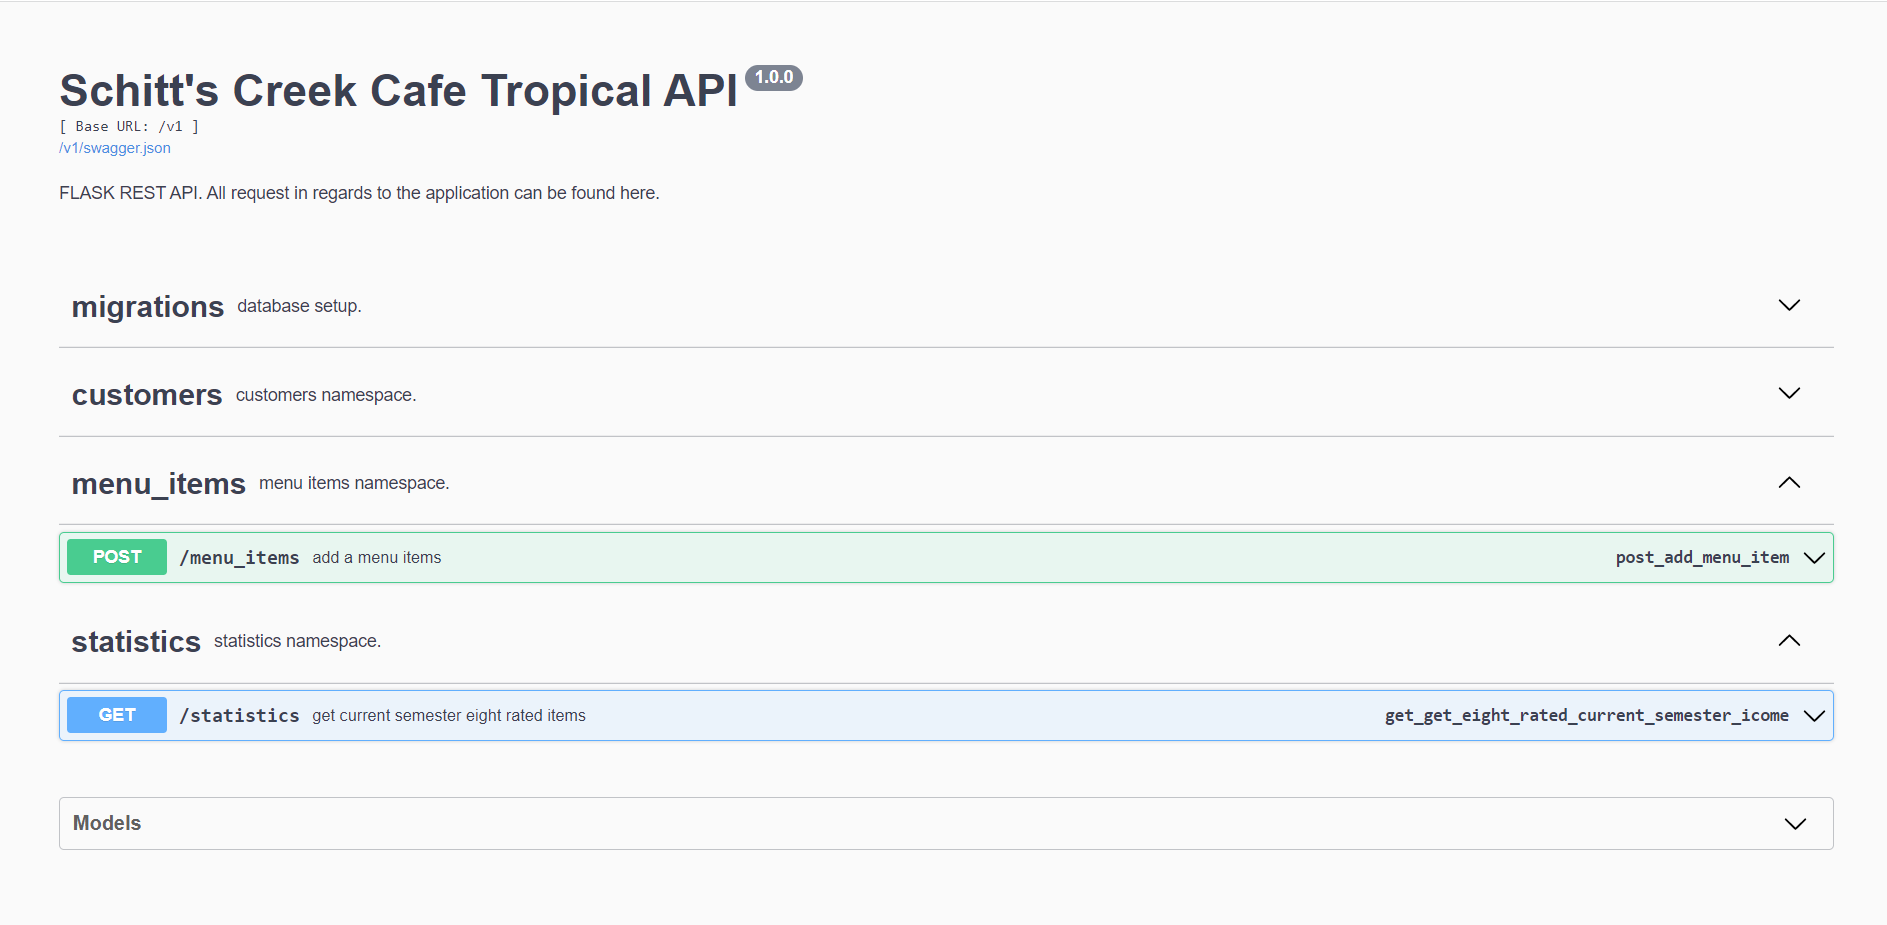 Schitt's Creek Cafe Tropical API 1.0.0
[ Base URL: /v1 ]
/v1/swagger.json
FLASK REST API. All request in regards to the application can be found here.
migrations database setup.
customers customers namespace.
menu_items menu items namespace.
POST /menu_items add a menu items post_add_menu_item
statistics statistics namespace.
GET /statistics get current semester eight rated items get_get_eight_rated_current_semester_icome
Models